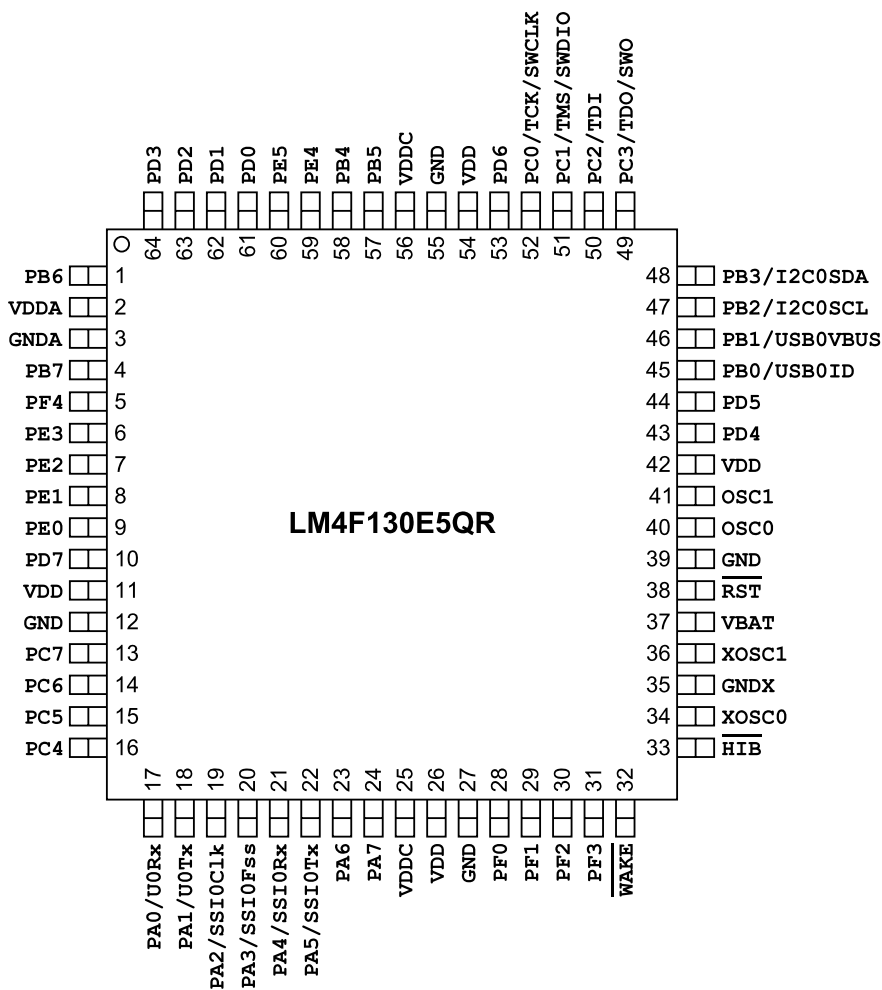 PD3
PD2
PD1
PD0
PE5
PE4
PB4
PB5
VDDC
GND
VDD
PD6
PC0/TCK/SWCLK
PC1/TMS/SWDIO
PC2/TDI
PC3/TDO/SWO
64
63
62
61
60
59
58
57
56
55
54
53
52
51
50
49
PB6 1
VDDA 2
GNDA 3
PB7 4
PF4 5
PE3 6
PE2 7
PE1 8
PE0 9
PD7 10
VDD 11
GND 12
PC7 13
PC6 14
PC5 15
PC4 16
LM4F130E5QR
48 PB3/I2C0SDA
47 PB2/I2C0SCL
46 PB1/USB0VBUS
45 PB0/USB0ID
44 PD5
43 PD4
42 VDD
41 OSC1
40 OSC0
39 GND
38 RST
37 VBAT
36 XOSC1
35 GNDX
34 XOSC0
33 HIB
17
18
19
20
21
22
23
24
25
26
27
28
29
30
31
32
PA0/U0Rx
PA1/U0Tx
PA2/SSI0Clk
PA3/SSI0Fss
PA4/SSI0Rx
PA5/SSI0Tx
PA6
PA7
VDDC
VDD
GND
PF0
PF1
PF2
PF3
WAKE